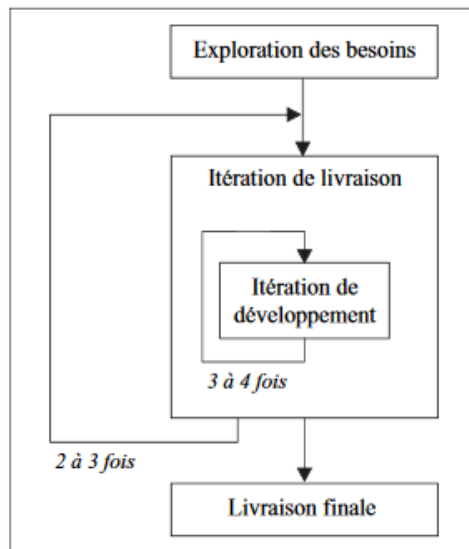 Exploration des besoins
Itération de livraison
Itération de
développement
3 à 4 fois
2 à 3 fois
Livraison finale